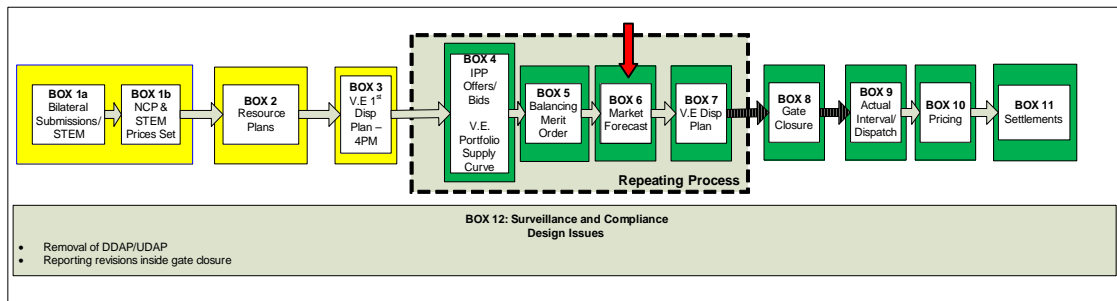 BOX 1a
Bilateral
Submissions/
STEM
BOX 1b
NCP &
STEM
Prices Set
BOX 2
Resource
Plans
BOX 3
V.E 1st
Disp
Plan –
4PM
BOX 4
IPP
Offers/
Bids
V.E.
Portfolio
Supply
Curve
BOX 5
Balancing
Merit
Order
BOX 6
Market
Forecast
BOX 7
V.E Disp
Plan
Repeating Process
BOX 8
Gate
Closure
BOX 9
Actual
Interval/
Dispatch
BOX 10
Pricing
BOX 11
Settlements
BOX 12: Surveillance and Compliance
Design Issues
• Removal of DDAP/UDAP
• Reporting revisions inside gate closure